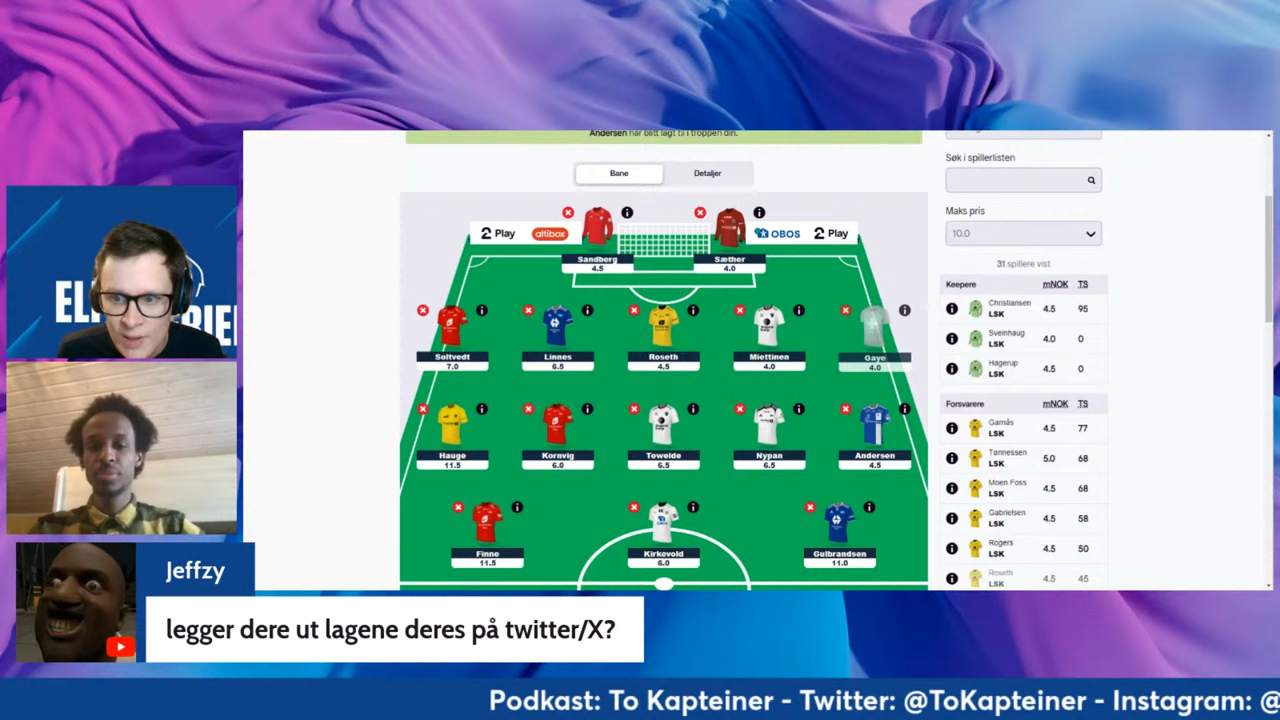 Andersen har blitt lagt til i troppen din.
Bane
Detaljer
Søk i spillerlisten
Maks pris
10.0
31 spillere vist
2 Play
altibox
OBOS
2 Play
Sandberg
4.5
Sæther
4.0
Soltvedt
7.0
Linnes
6.5
Roseth
4.5
Miettinen
4.0
Gaye
4.0
Hauge
11.5
Kornvig
6.0
Tewelde
6.5
Nypan
6.5
Andersen
4.5
Finne
11.5
Kirkevold
6.0
Gulbrandsen
11.0
Keepere mNOK TS
Christiansen
LSK
4.5 95
Sveinhaug
LSK
4.0 0
Hagerup
LSK
4.5 0
Forsvarere mNOK TS
Garnås
LSK
4.5 77
Tønnessen
LSK
5.0 68
Moen Foss
LSK
4.5 68
Gabrielsen
LSK
4.5 58
Rogers
LSK
4.5 50
Roseth
LSK
4.5 45
Jeffzy
legger dere ut lagene deres på twitter/X?
Podkast: To Kapteiner - Twitter: @ToKapteiner - Instagram: @